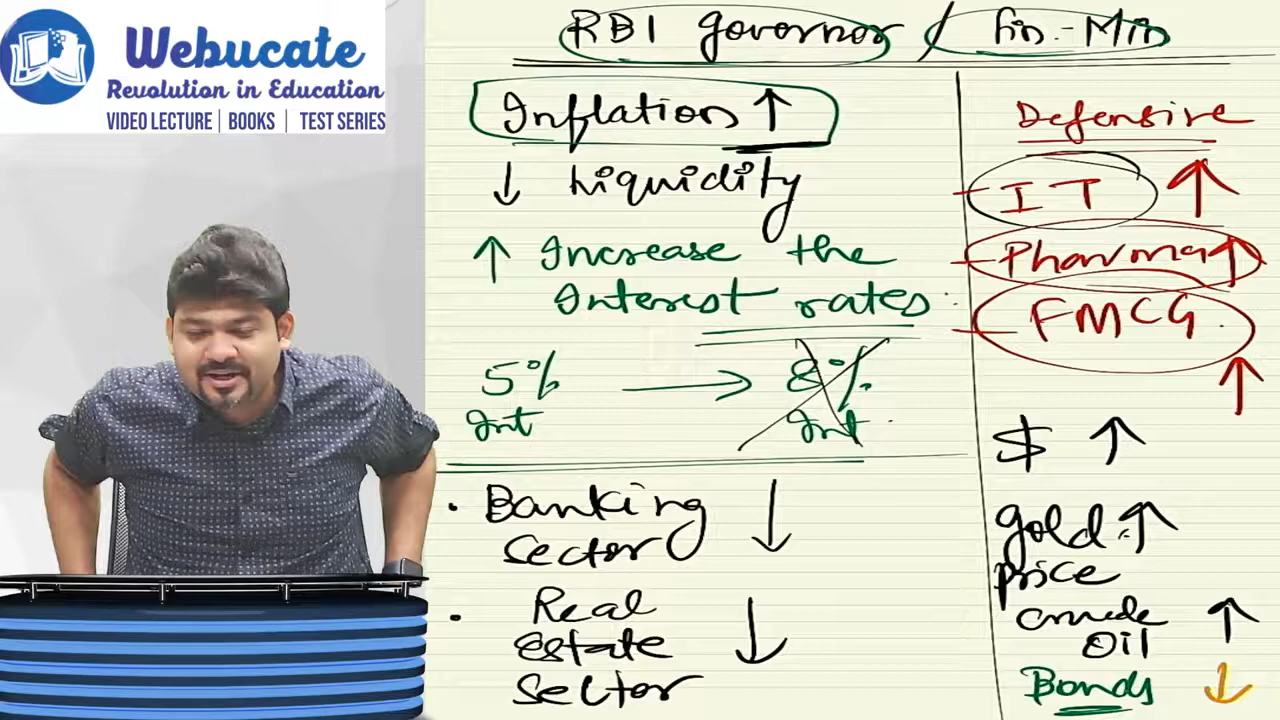 Webucate
Revolution in Education
VIDEO LECTURE | BOOKS | TEST SERIES
RBI governor / Fin.-Min
Inflation ↑
↓ Liquidity
↑ Increase the
Interest rates
5% → 8%
Int Int
• Banking ↓
Sector
• Real ↓
Estate
Sector
Defensive
- IT ↑
- Pharma ↑
- FMCG
↑
$ ↑
Gold ↑
Price
Crude ↑
Oil
Bonds ↓